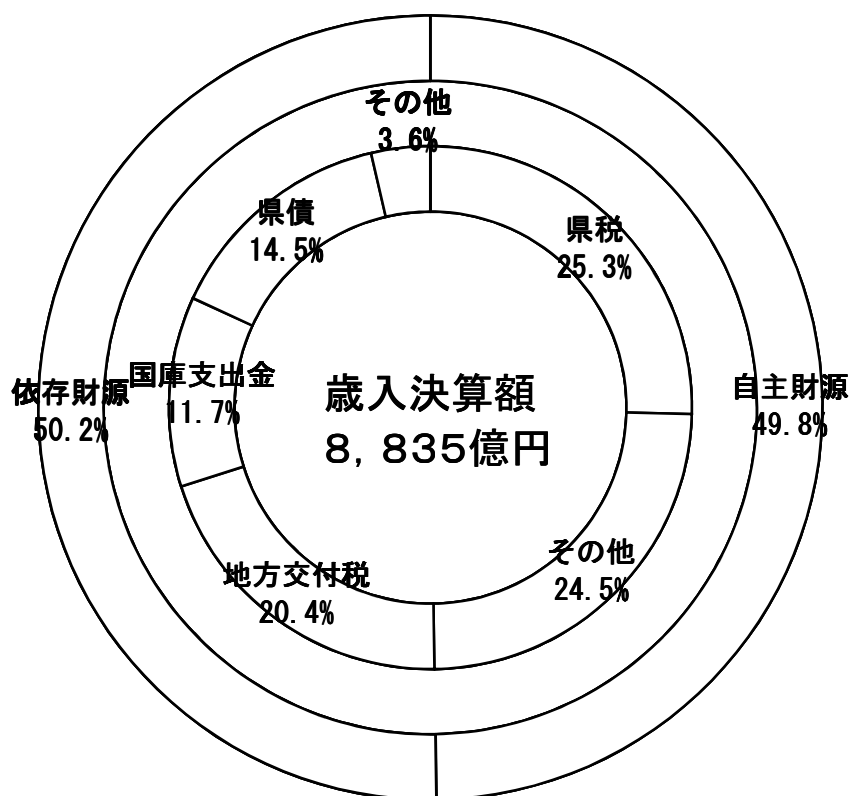 その他
3.6%
県債
14.5%
県税
25.3%
国庫支出金
11.7%
依存財源
50.2%
歳入決算額
8,835億円
自主財源
49.8%
その他
24.5%
地方交付税
20.4%